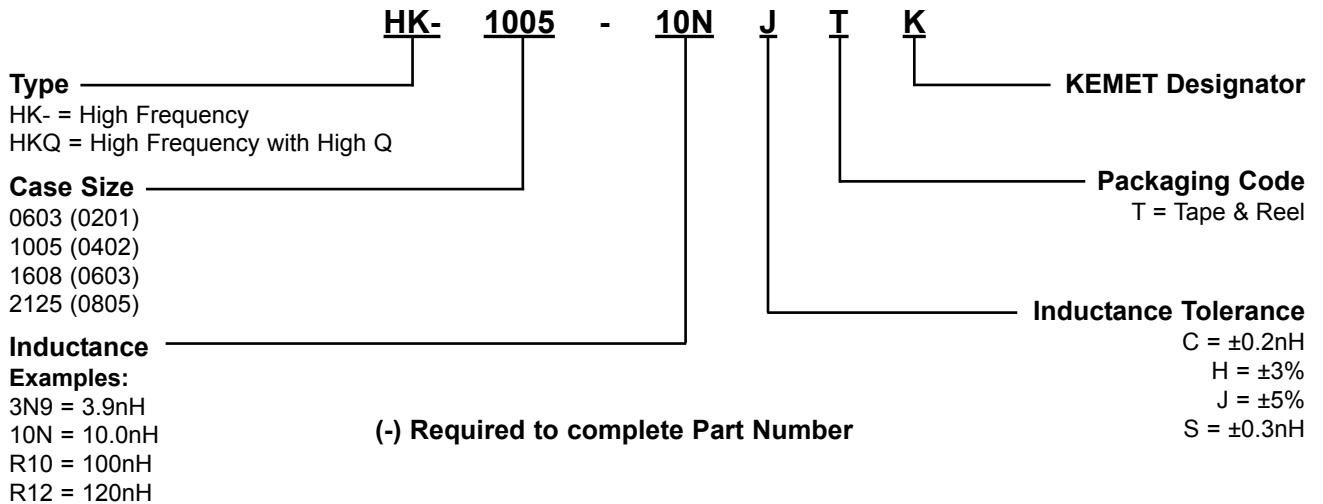 HK- 1005 - 10N J T K
Type
HK- = High Frequency
HKQ = High Frequency with High Q
Case Size
0603 (0201)
1005 (0402)
1608 (0603)
2125 (0805)
Inductance
Examples:
3N9 = 3.9nH
10N = 10.0nH
R10 = 100nH
R12 = 120nH
(-) Required to complete Part Number
KEMET Designator
Packaging Code
T = Tape & Reel
Inductance Tolerance
C = ±0.2nH
H = ±3%
J = ±5%
S = ±0.3nH